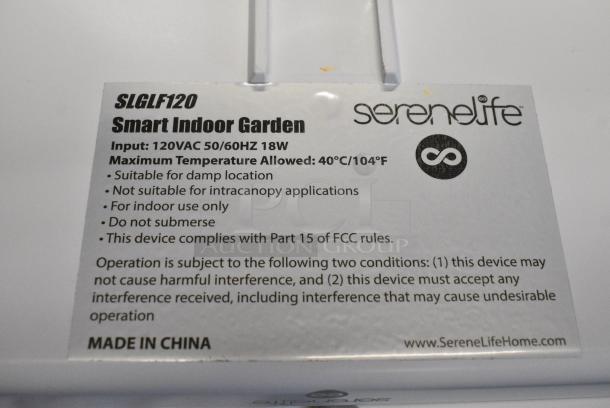 SLGLF120
serenelife™
Smart Indoor Garden
Input: 120VAC 50/60HZ 18W
Maximum Temperature Allowed: 40°C/104°F
• Suitable for damp location
• Not suitable for intracanopy applications
• For indoor use only
• Do not submerse
• This device complies with Part 15 of FCC rules.
PCI
AUCTION GROUP
Operation is subject to the following two conditions: (1) this device may
not cause harmful interference, and (2) this device must accept any
interference received, including interference that may cause undesirable
operation
MADE IN CHINA
www.SereneLifeHome.com
serenelife